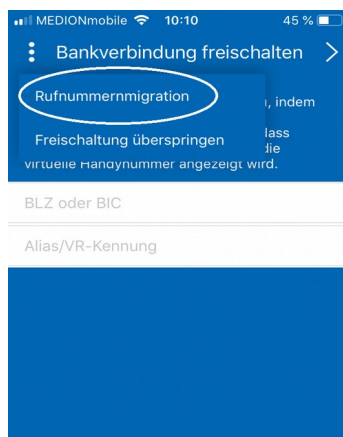 MEDIONmobile 10:10 45 %
Bankverbindung freischalten
Rufnummernmigration
, indem
Freischaltung überspringen
dass
die
virtuelle Handynummer angezeigt wird.
BLZ oder BIC
Alias/VR-Kennung